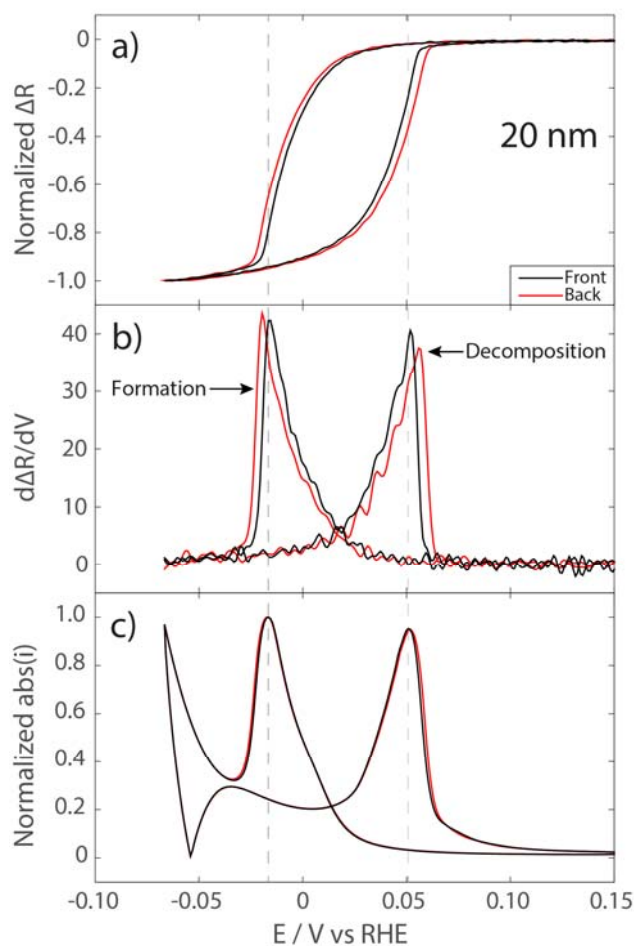 a)
0
-0.2
-0.4
-0.6
-0.8
-1.0
Normalized ΔR
20 nm
Front
Back
b)
40
30
20
10
0
dΔR/dV
Formation
Decomposition
c)
1.0
0.8
0.6
0.4
0.2
0
Normalized abs(i)
-0.10 -0.05 0 0.05 0.10 0.15
E / V vs RHE